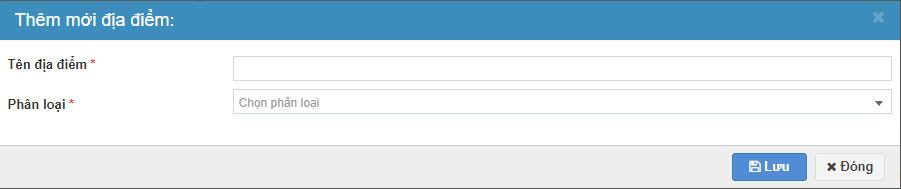 Thêm mới địa điểm:
Tên địa điểm *
Phân loại * Chọn phân loại
Lưu Đóng